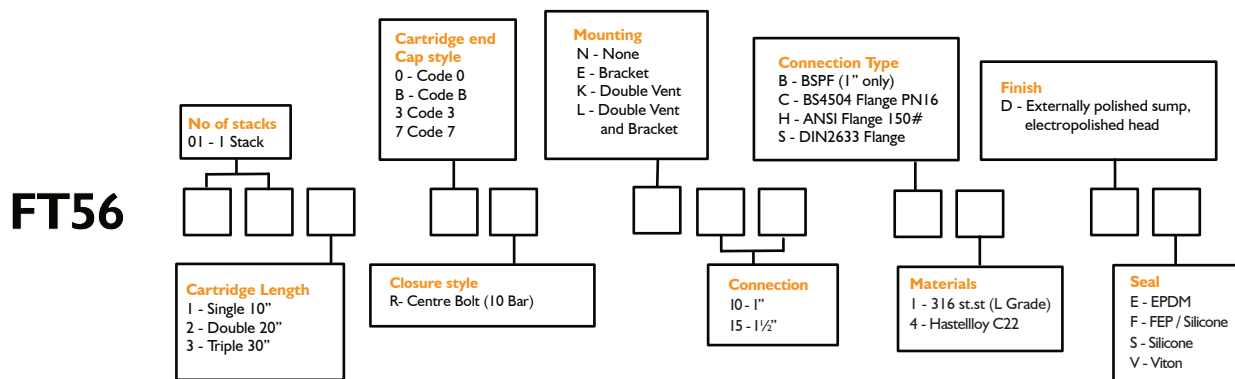 No of stacks
01 - 1 Stack
Cartridge end
Cap style
0 - Code 0
B - Code B
3 Code 3
7 Code 7
Mounting
N - None
E - Bracket
K - Double Vent
L - Double Vent
and Bracket
Connection Type
B - BSPF (1” only)
C - BS4504 Flange PN16
H - ANSI Flange 150#
S - DIN2633 Flange
Finish
D - Externally polished sump,
electropolished head
FT56
Cartridge Length
1 - Single 10”
2 - Double 20”
3 - Triple 30”
Closure style
R- Centre Bolt (10 Bar)
Connection
10 - 1”
15 - 1½”
Materials
1 - 316 st.st (L Grade)
4 - Hastellloy C22
Seal
E - EPDM
F - FEP / Silicone
S - Silicone
V - Viton